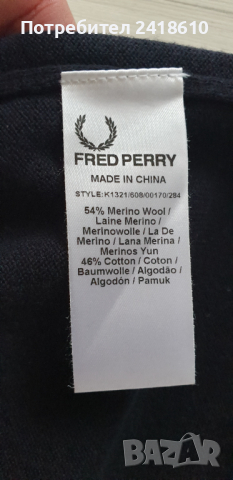 Потребител 2418610
FRED PERRY
MADE IN CHINA
STYLE:K1321/608/00170/284
54% Merino Wool /
Laine Merino /
Merinowolle / La De
Merino / Lana Merina /
Merinos Yun
46% Cotton / Coton /
Baumwolle / Algodão /
Algodón / Pamuk
BAZAR